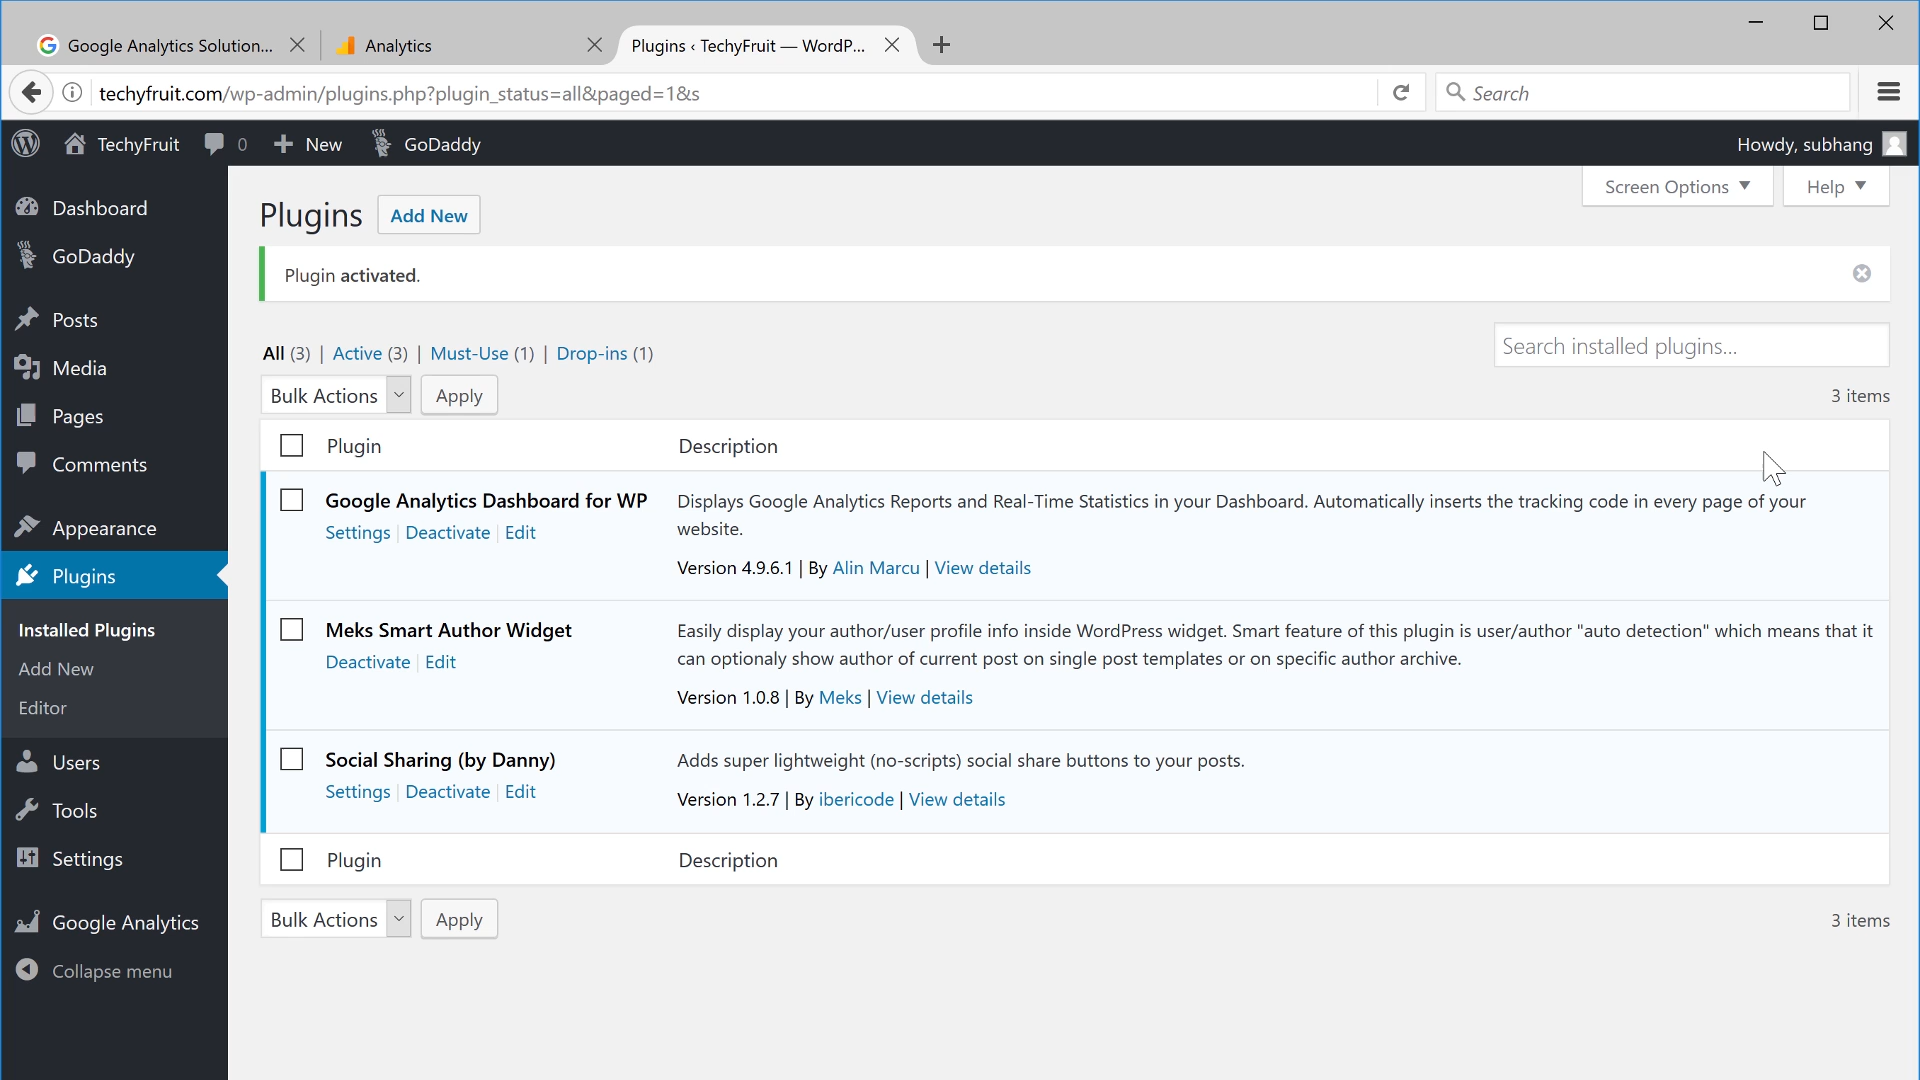 Google Analytics Solution...
Analytics
Plugins ‹ TechyFruit — WordP...
techyfruit.com/wp-admin/plugins.php?plugin_status=all&paged=1&s
Search
TechyFruit
0
New
GoDaddy
Howdy, subhang
Screen Options
Help
Dashboard
GoDaddy
Posts
Media
Pages
Comments
Appearance
Plugins
Installed Plugins
Add New
Editor
Users
Tools
Settings
Google Analytics
Collapse menu
Plugins
Add New
Plugin activated.
All (3) | Active (3) | Must-Use (1) | Drop-ins (1)
Search installed plugins...
Bulk Actions
Apply
3 items
Plugin
Description
Google Analytics Dashboard for WP
Settings | Deactivate | Edit
Displays Google Analytics Reports and Real-Time Statistics in your Dashboard. Automatically inserts the tracking code in every page of your
website.
Version 4.9.6.1 | By Alin Marcu | View details
Meks Smart Author Widget
Deactivate | Edit
Easily display your author/user profile info inside WordPress widget. Smart feature of this plugin is user/author "auto detection" which means that it
can optionaly show author of current post on single post templates or on specific author archive.
Version 1.0.8 | By Meks | View details
Social Sharing (by Danny)
Settings | Deactivate | Edit
Adds super lightweight (no-scripts) social share buttons to your posts.
Version 1.2.7 | By ibericode | View details
Plugin
Description
Bulk Actions
Apply
3 items